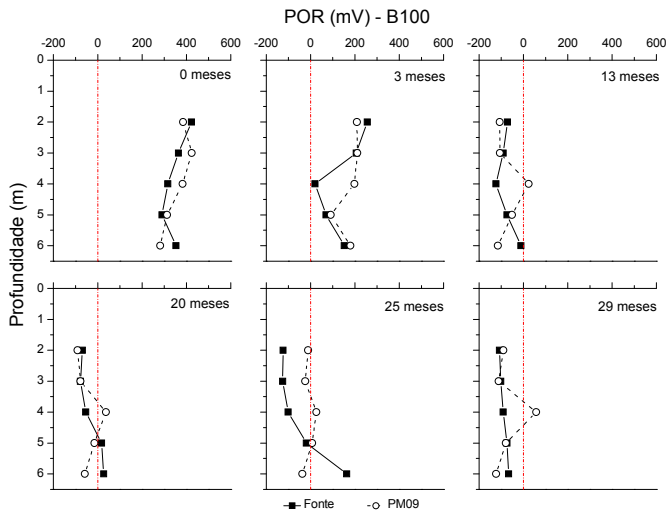 POR (mV) - B100
-200 0 200 400 600 -200 0 200 400 600 -200 0 200 400 600
0
1
2
3
4
5
6
0 meses
3 meses
13 meses
Profundidade (m)
0
1
2
3
4
5
6
20 meses
25 meses
29 meses
Fonte
PM09